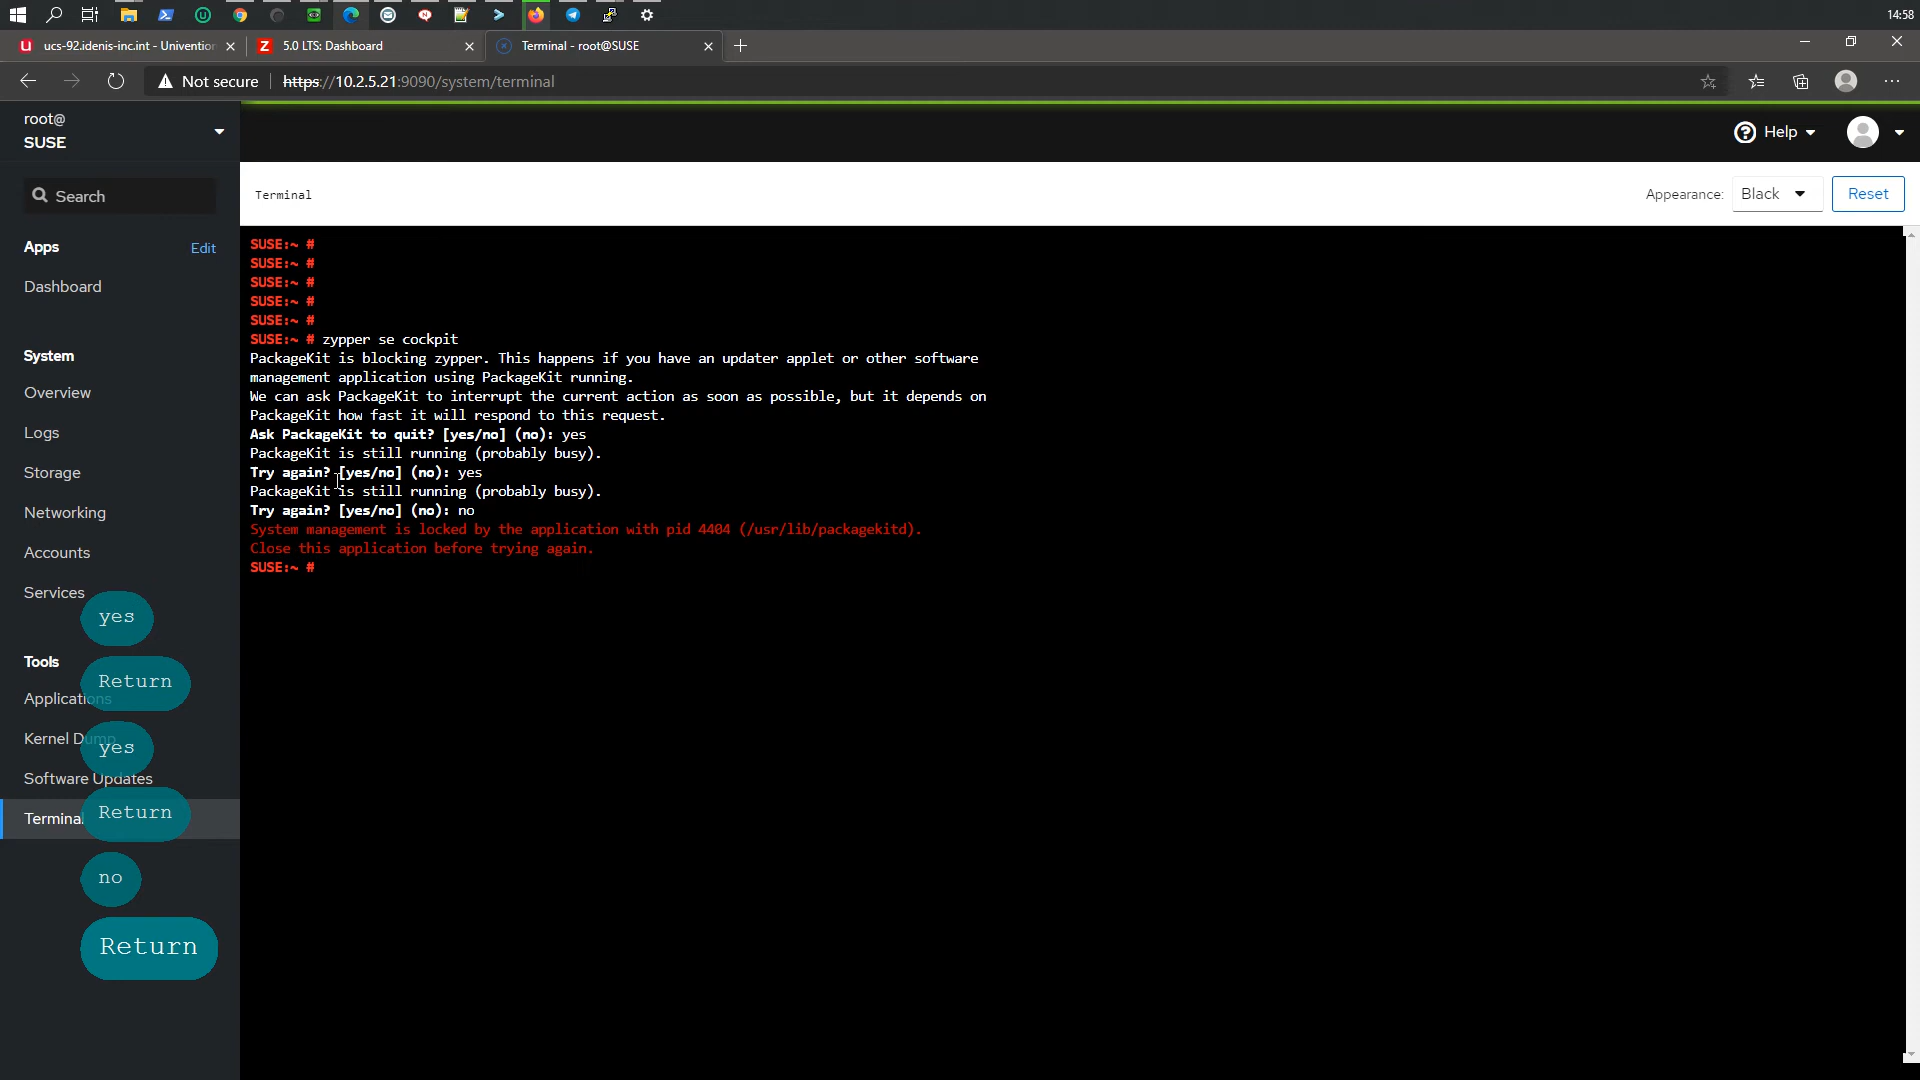 14:58
ucs-92.idenis-inc.int - Univention
5.0 LTS: Dashboard
Terminal - root@SUSE
Not secure
https://10.2.5.21:9090/system/terminal
root@
SUSE
Help
Search
Terminal
Appearance:
Black
Reset
Apps
Edit
Dashboard
System
Overview
Logs
Storage
Networking
Accounts
Services
Tools
Applications
Kernel Dump
Software Updates
Terminal
SUSE:~ #
SUSE:~ #
SUSE:~ #
SUSE:~ #
SUSE:~ #
SUSE:~ # zypper se cockpit
PackageKit is blocking zypper. This happens if you have an updater applet or other software
management application using PackageKit running.
We can ask PackageKit to interrupt the current action as soon as possible, but it depends on
PackageKit how fast it will respond to this request.
Ask PackageKit to quit? [yes/no] (no): yes
PackageKit is still running (probably busy).
Try again? [yes/no] (no): yes
PackageKit is still running (probably busy).
Try again? [yes/no] (no): no
System management is locked by the application with pid 4404 (/usr/lib/packagekitd).
Close this application before trying again.
SUSE:~ #
yes
Return
yes
Return
no
Return